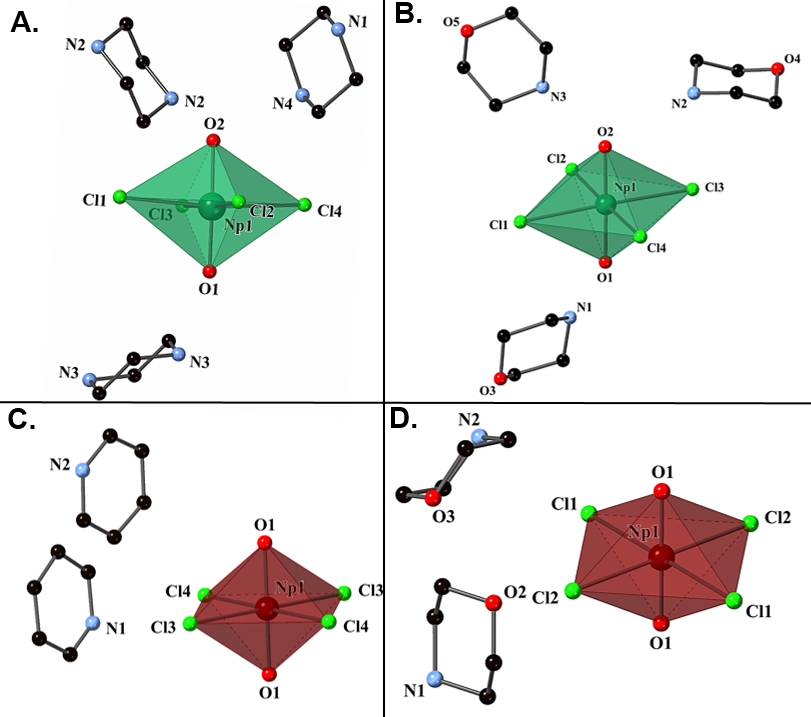 A.
N2
N2
N1
N4
O2
Cl1
Cl3
Cl2
Cl4
Np1
O1
N3
N3
B.
O5
N3
O4
N2
O2
Cl2
Np1
Cl3
Cl1
Cl4
O1
N1
O3
C.
N2
N1
O1
Cl4
Np1
Cl3
Cl3
Cl4
O1
D.
N2
O3
O2
N1
O1
Cl1
Np1
Cl2
Cl2
Cl1
O1